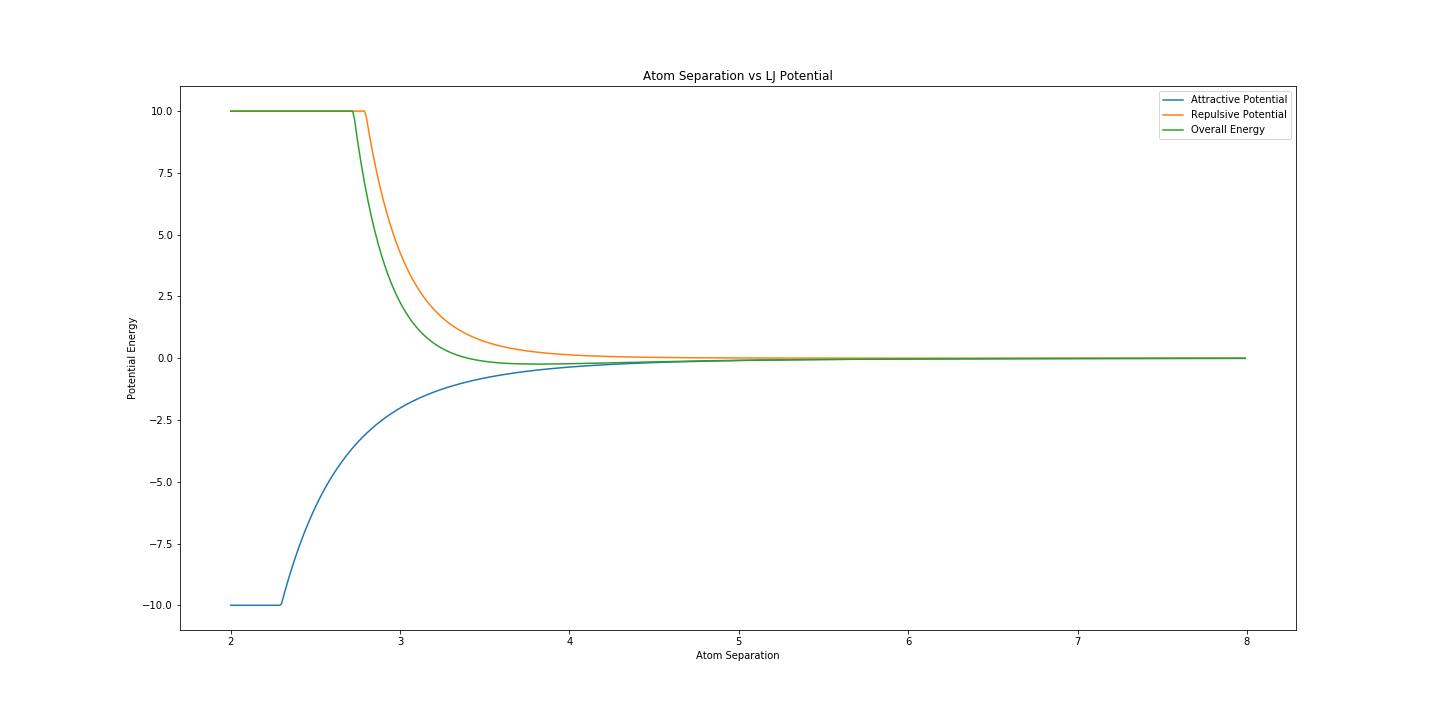 Atom Separation vs LJ Potential
Attractive Potential
Repulsive Potential
Overall Energy
10.0
7.5
5.0
2.5
0.0
−2.5
−5.0
−7.5
−10.0
Potential Energy
2 3 4 5 6 7 8
Atom Separation